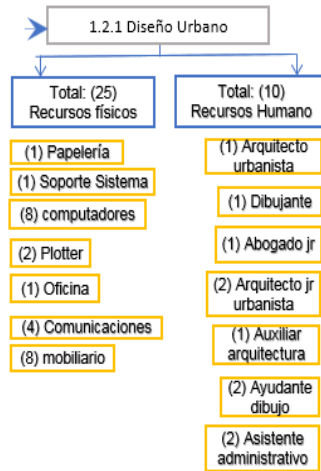 1.2.1 Diseño Urbano
Total: (25)
Recursos físicos
(1) Papelería
(1) Soporte Sistema
(8) computadores
(2) Plotter
(1) Oficina
(4) Comunicaciones
(8) mobiliario
Total: (10)
Recursos Humano
(1) Arquitecto
urbanista
(1) Dibujante
(1) Abogado jr
(2) Arquitecto jr
urbanista
(1) Auxiliar
arquitectura
(2) Ayudante
dibujo
(2) Asistente
administrativo